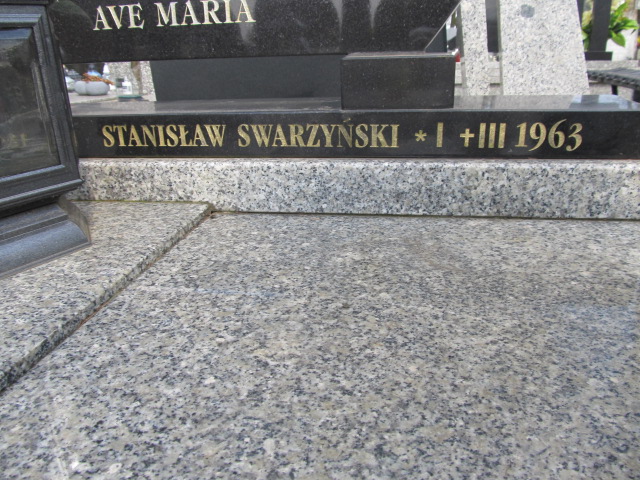 AVE MARIA
STANISŁAW SWARZYŃSKI * I + III 1963